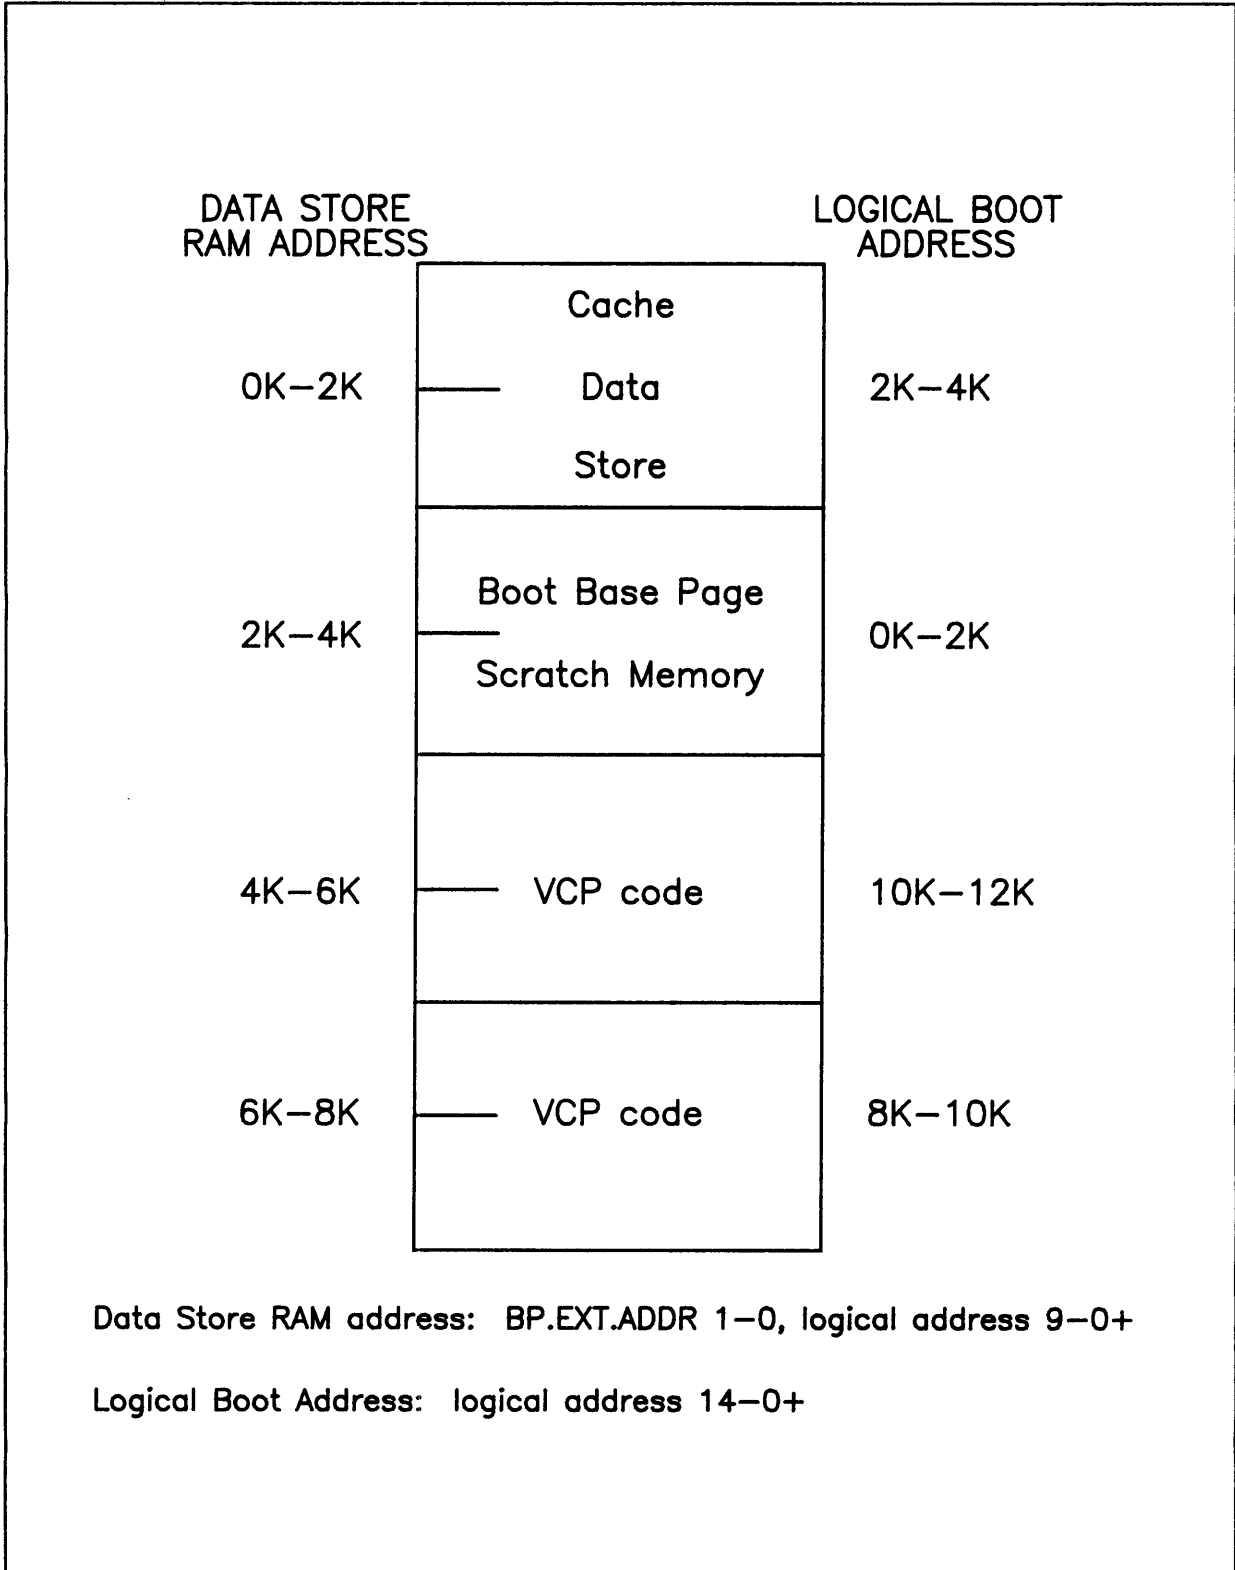 DATA STORE
RAM ADDRESS
LOGICAL BOOT
ADDRESS
Cache
0K—2K
Data
2K—4K
Store
Boot Base Page
2K—4K
0K—2K
Scratch Memory
4K—6K
VCP code
10K—12K
6K—8K
VCP code
8K—10K
Data Store RAM address: BP.EXT.ADDR 1—0, logical address 9—0+
Logical Boot Address: logical address 14—0+